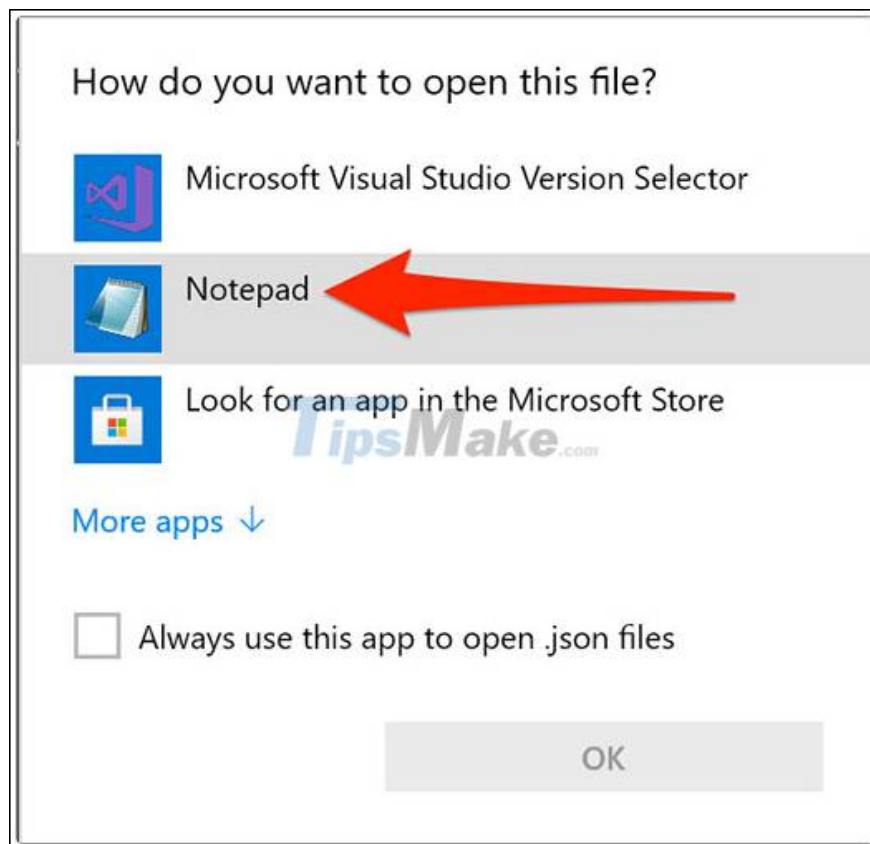 How do you want to open this file?
Microsoft Visual Studio Version Selector
Notepad
Look for an app in the Microsoft Store
TipsMake.com
More apps
Always use this app to open .json files
OK